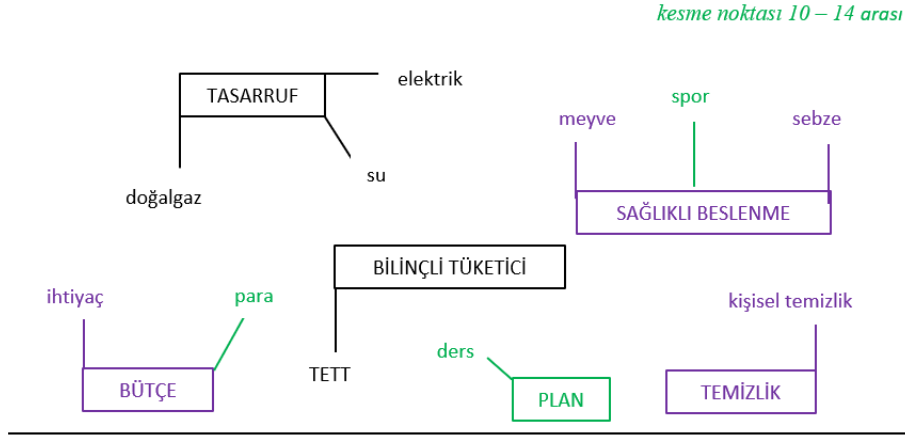 kesme noktası 10 – 14 arası
elektrik
TASARRUF
spor
meyve
sebze
su
doğalgaz
SAĞLIKLI BESLENME
BİLİNÇLİ TÜKETİCİ
ihtiyaç
para
kişisel temizlik
ders
TETT
BÜTÇE
PLAN
TEMİZLİK